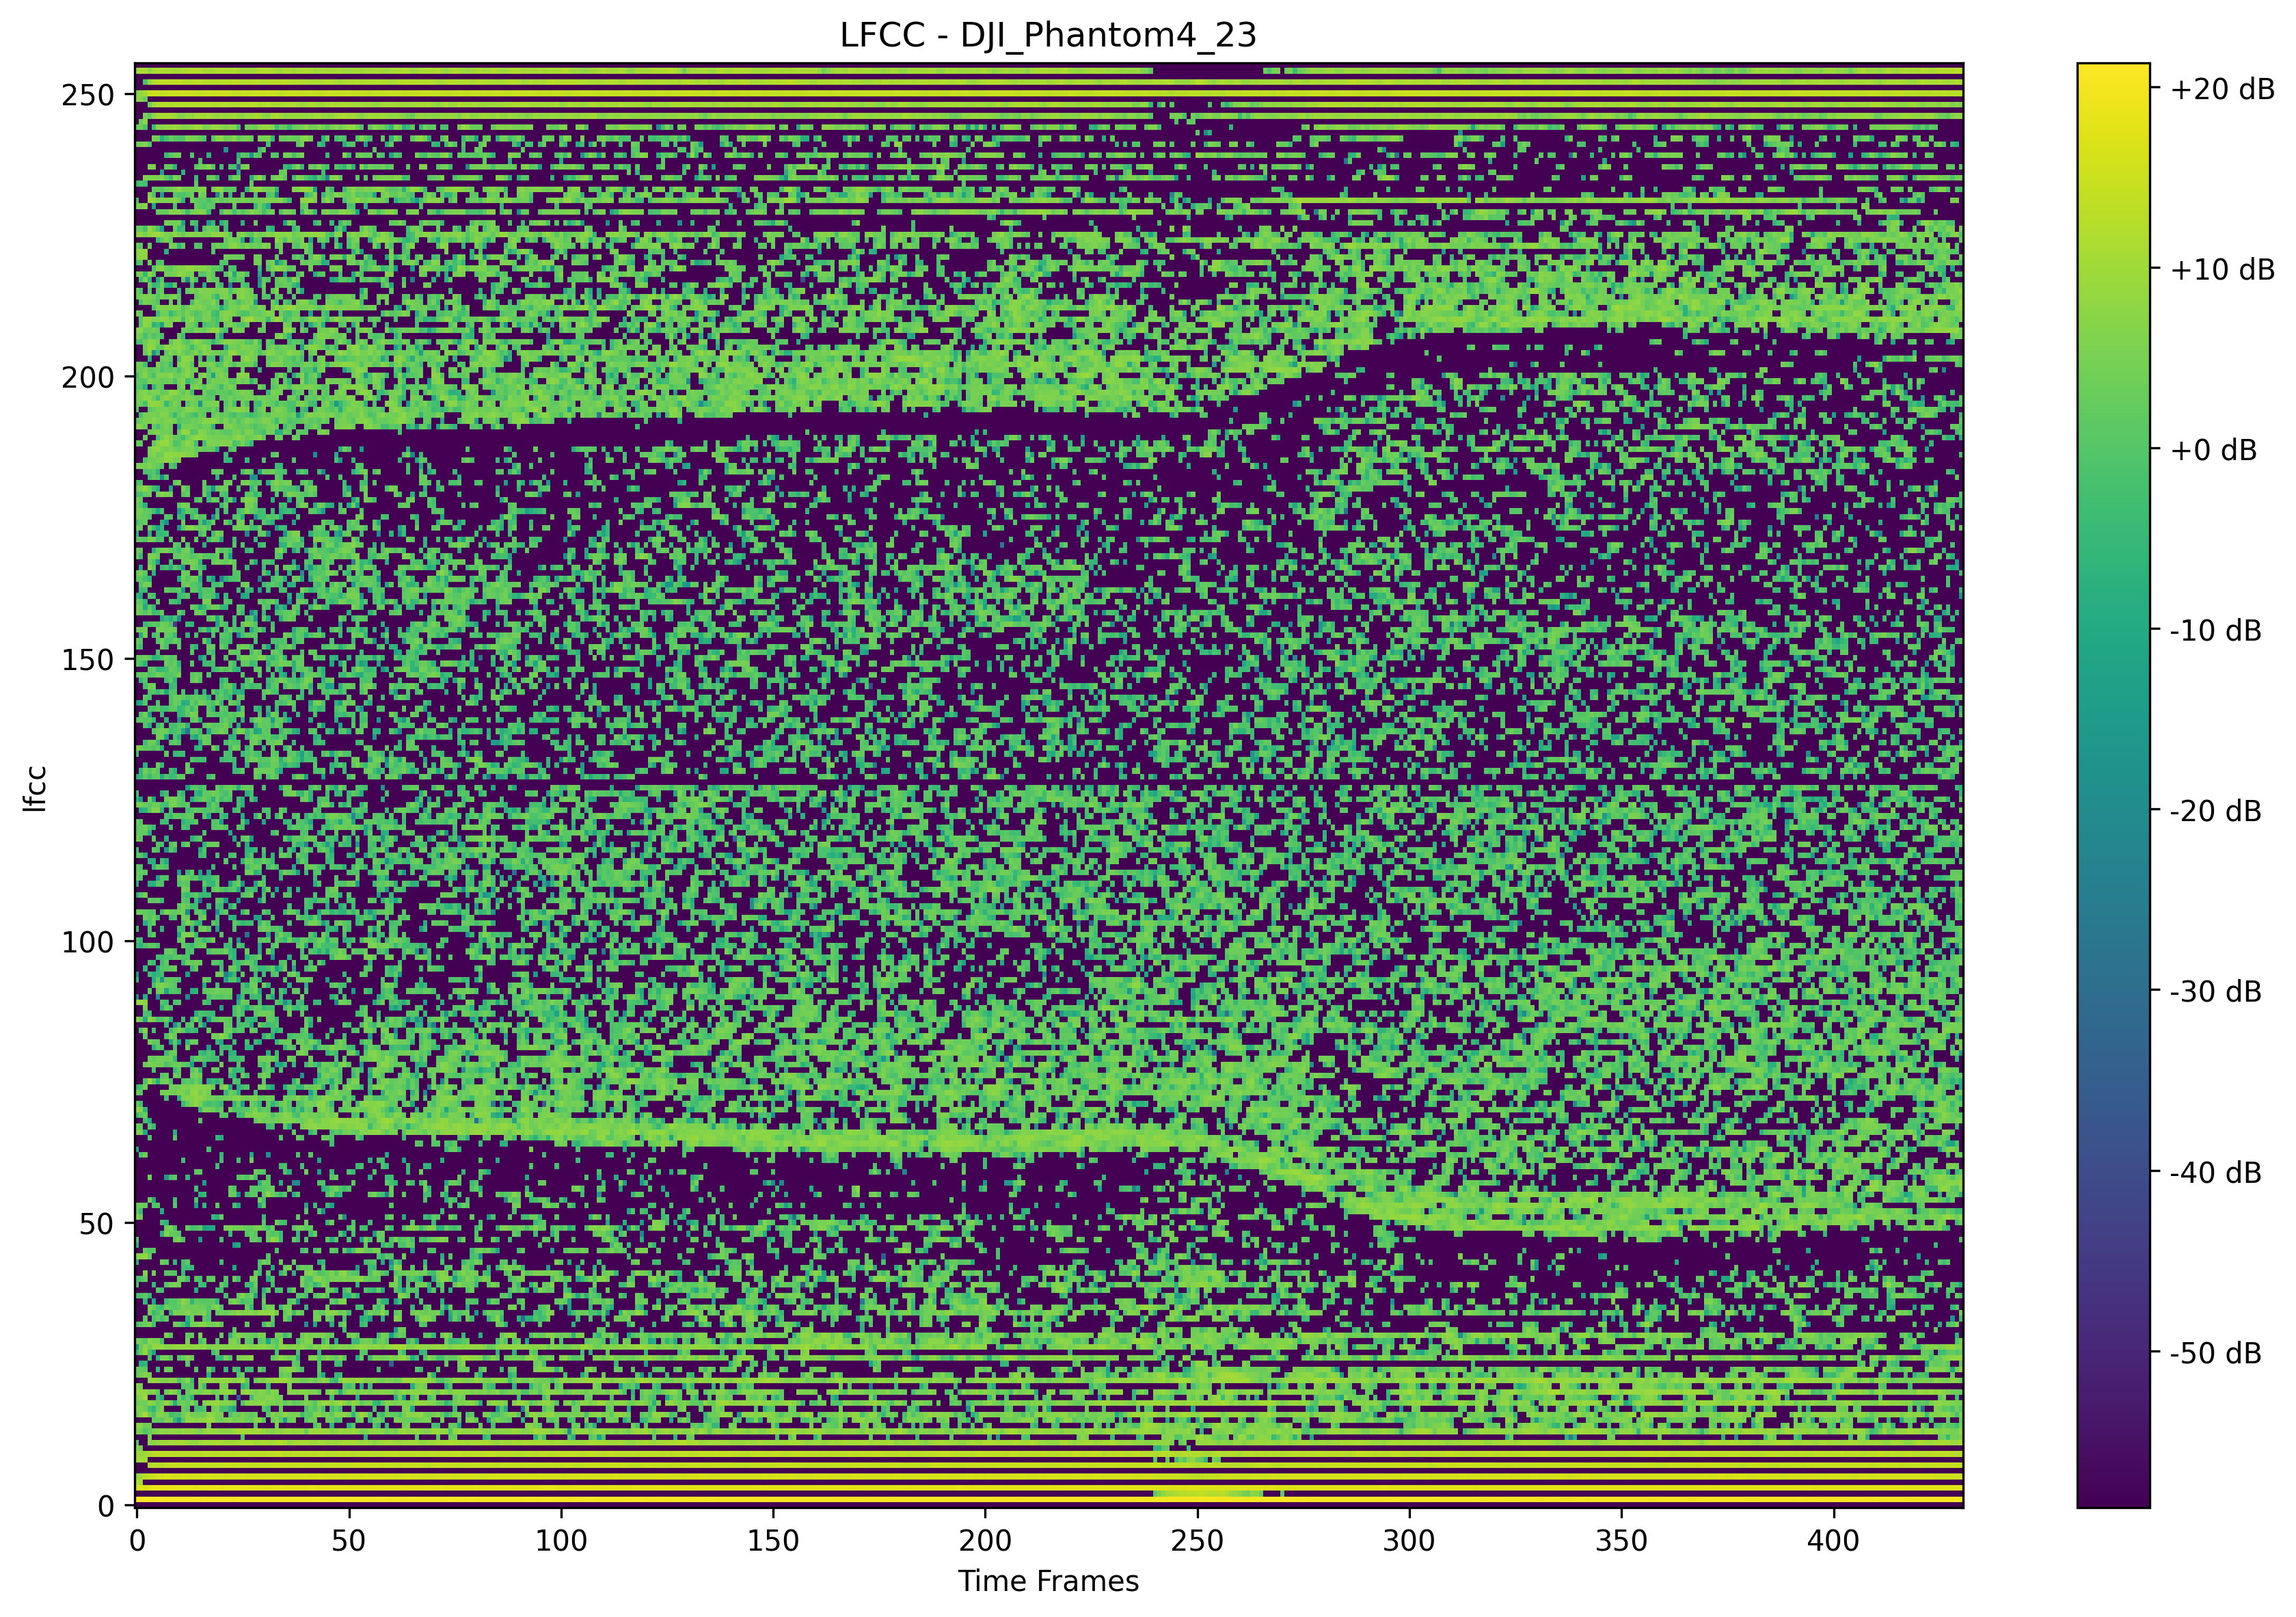 LFCC - DJI_Phantom4_23
250
200
150
100
50
0
lfcc
0 50 100 150 200 250 300 350 400
Time Frames
+20 dB
+10 dB
+0 dB
-10 dB
-20 dB
-30 dB
-40 dB
-50 dB